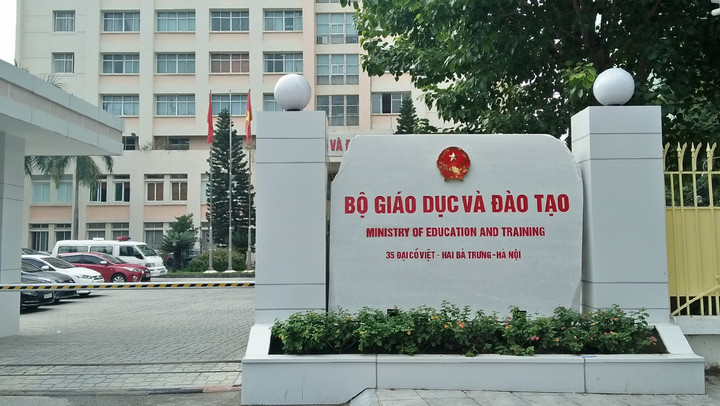 VÀ Đ
BỘ GIÁO DỤC VÀ ĐÀO TẠO
MINISTRY OF EDUCATION AND TRAINING
35 ĐẠI CỒ VIỆT - HAI BÀ TRƯNG - HÀ NỘI